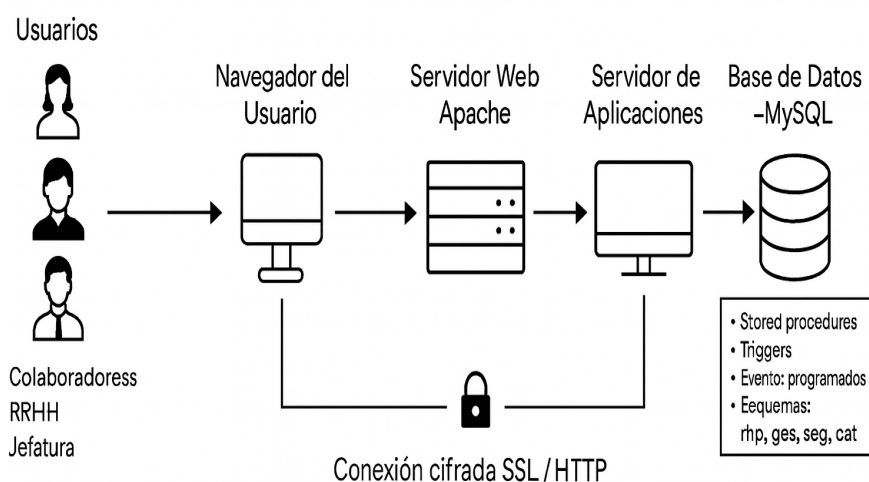 Usuarios
Navegador del
Usuario
Servidor Web
Apache
Servidor de
Aplicaciones
Base de Datos
–MySQL
Colaboradoress
RRHH
Jefatura
• Stored procedures
• Triggers
• Evento: programados
• Eequemas:
rhp, ges, seg, cat
Conexión cifrada SSL / HTTP